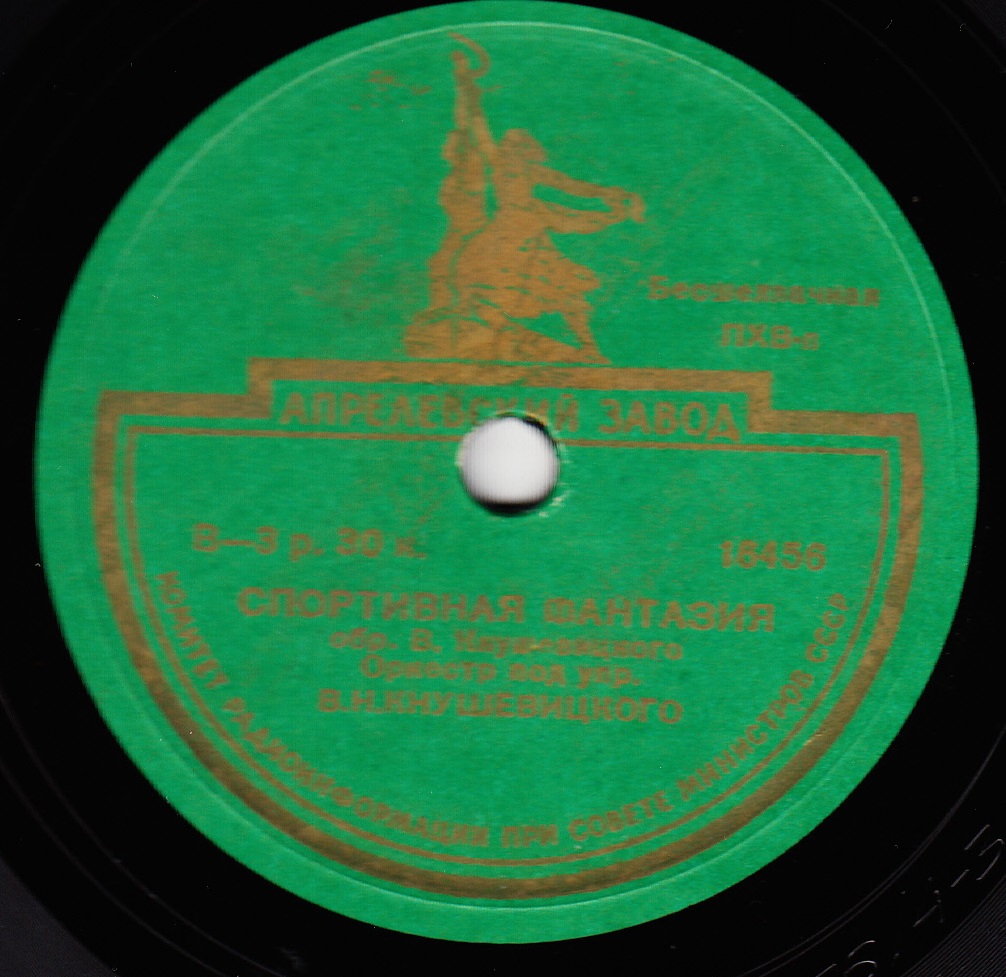 Бесшеллачная
ПХВ-а
АПРЕЛЕВСКИЙ ЗАВОД
В—3 р. 30 к.
16456
СПОРТИВНАЯ ФАНТАЗИЯ
обр. В. Кнушевицкого
Оркестр под упр.
В.Н.КНУШЕВИЦКОГО
КОМИТЕТ РАДИОИНФОРМАЦИИ ПРИ СОВЕТЕ МИНИСТРОВ СССР